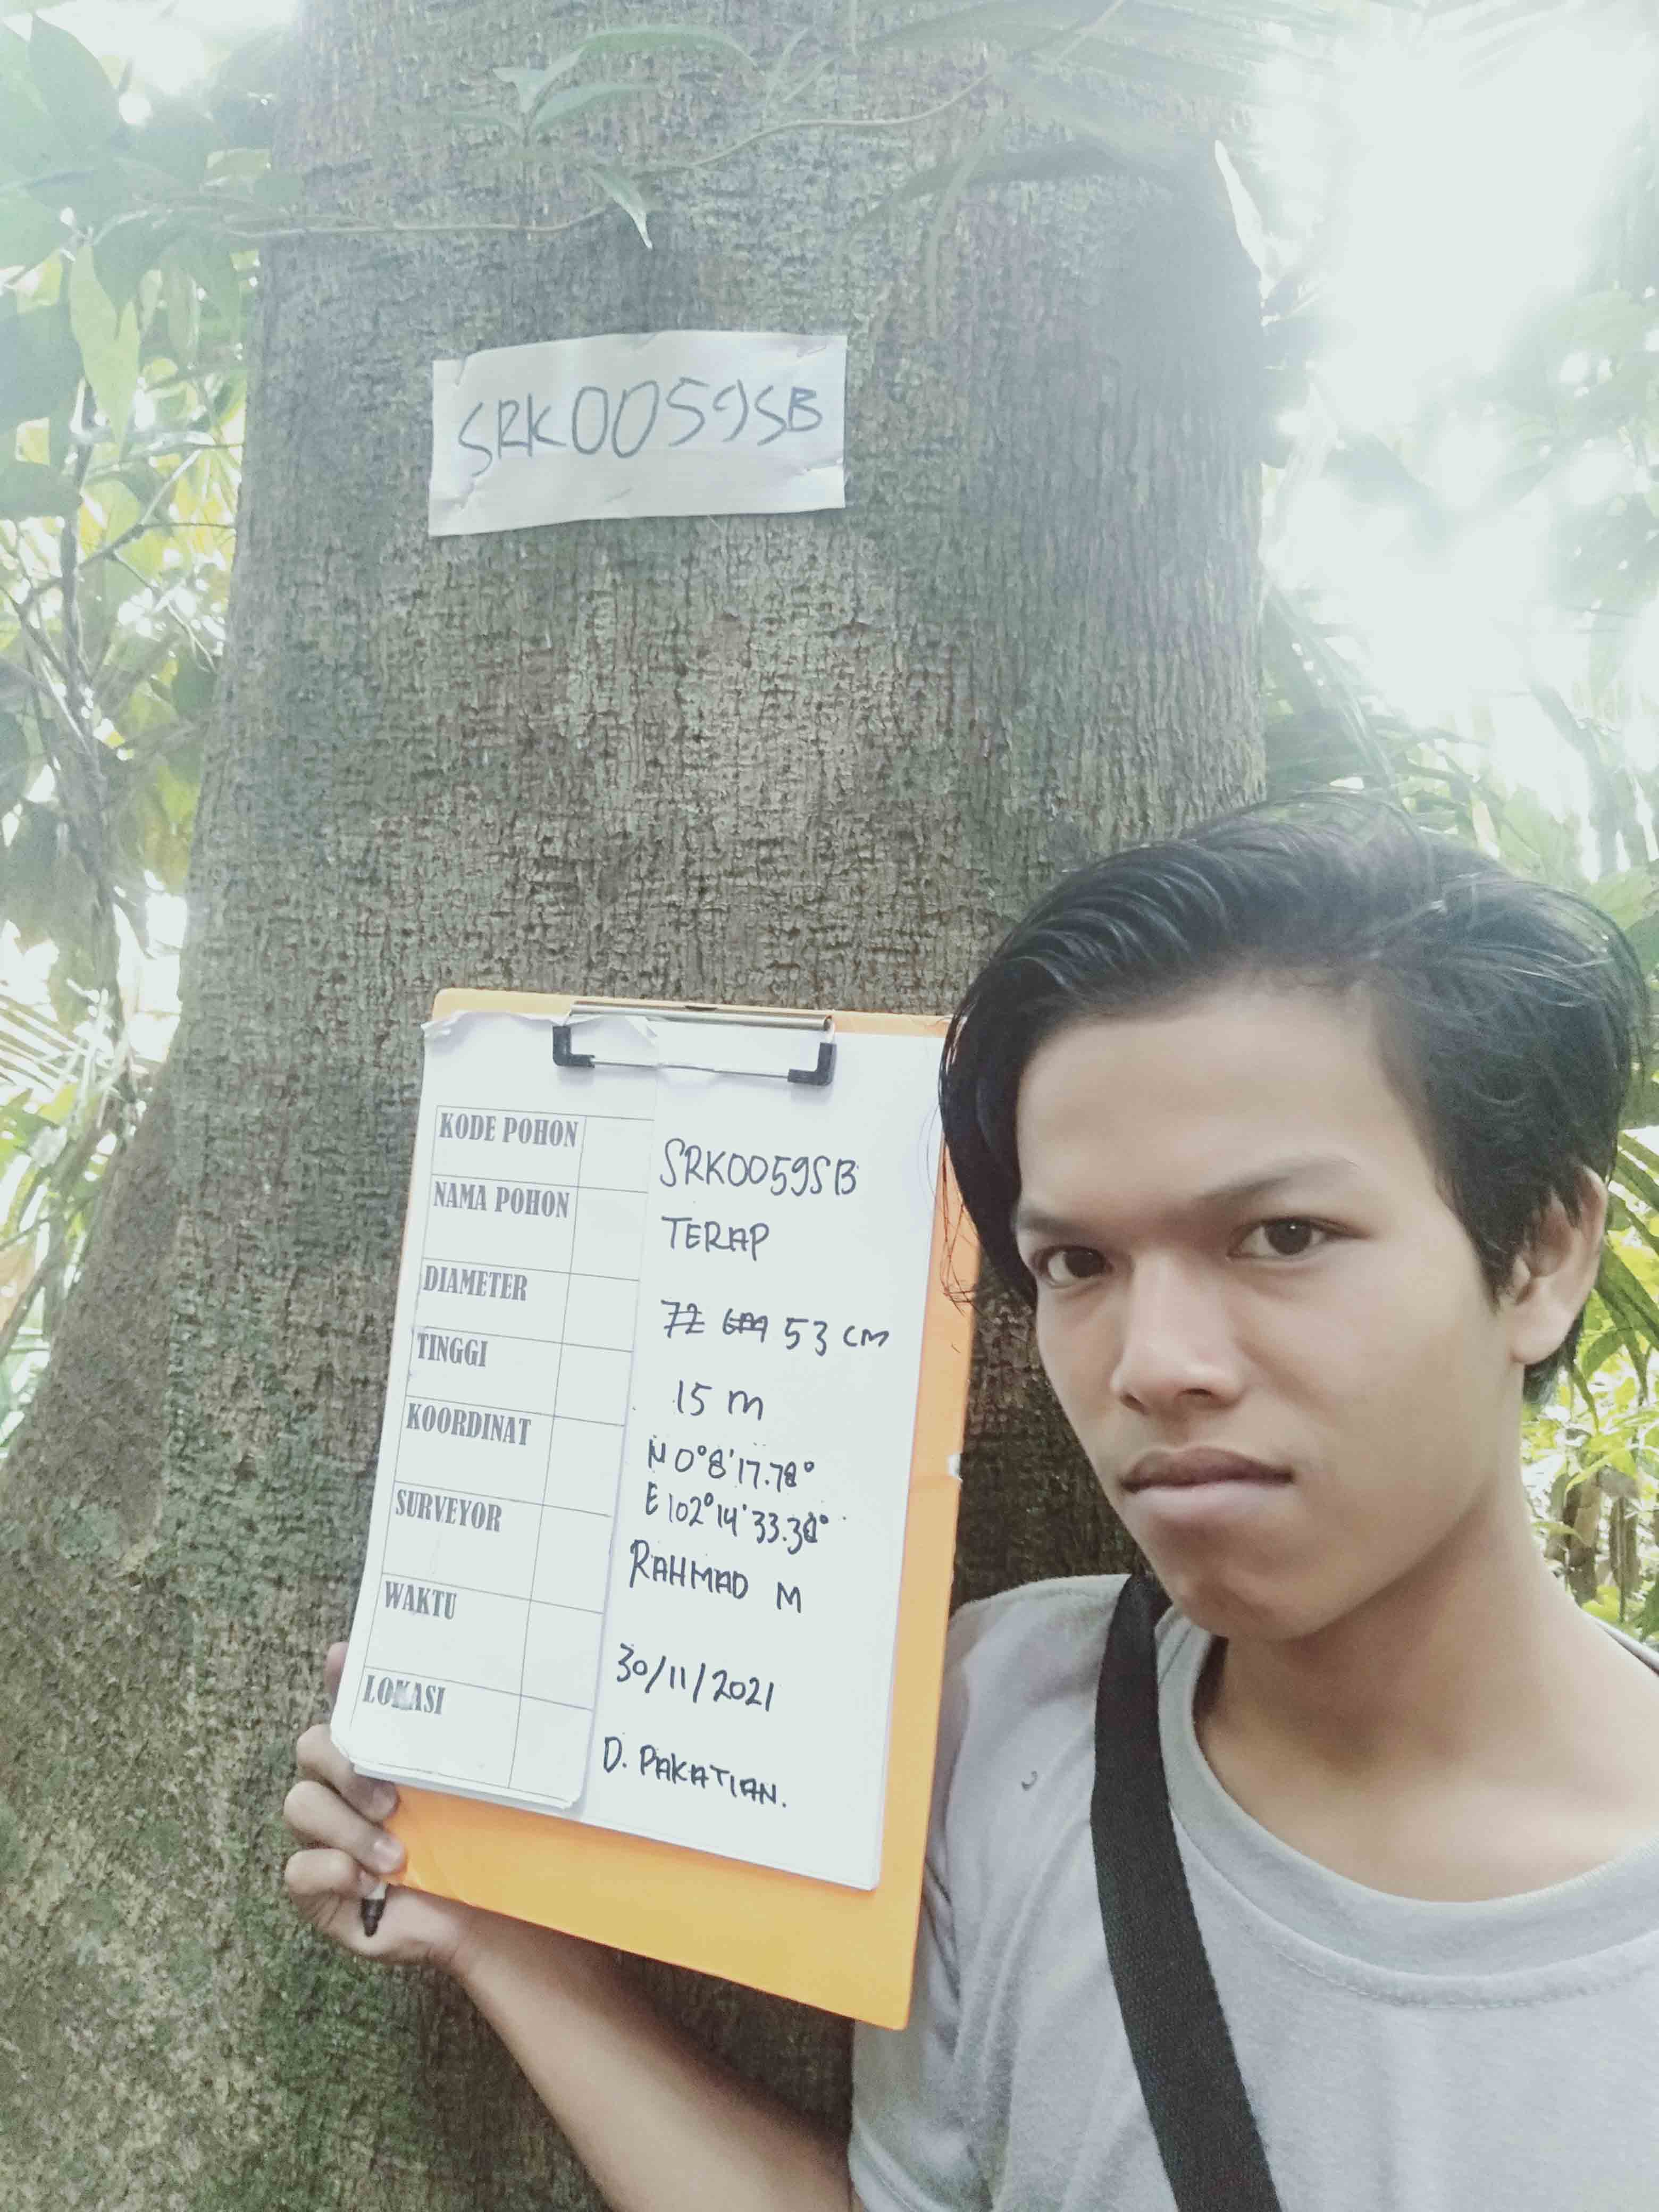 SRK0059SB
KODE POHON SRK0059SB
NAMA POHON TERAP
DIAMETER 72 cm 53 cm
TINGGI 15 m
KOORDINAT N 0°8'17.78°
E 102°14'33.38°
SURVEYOR RAHMAD M
WAKTU 30/11/2021
LOKASI D. PAKATIAN.